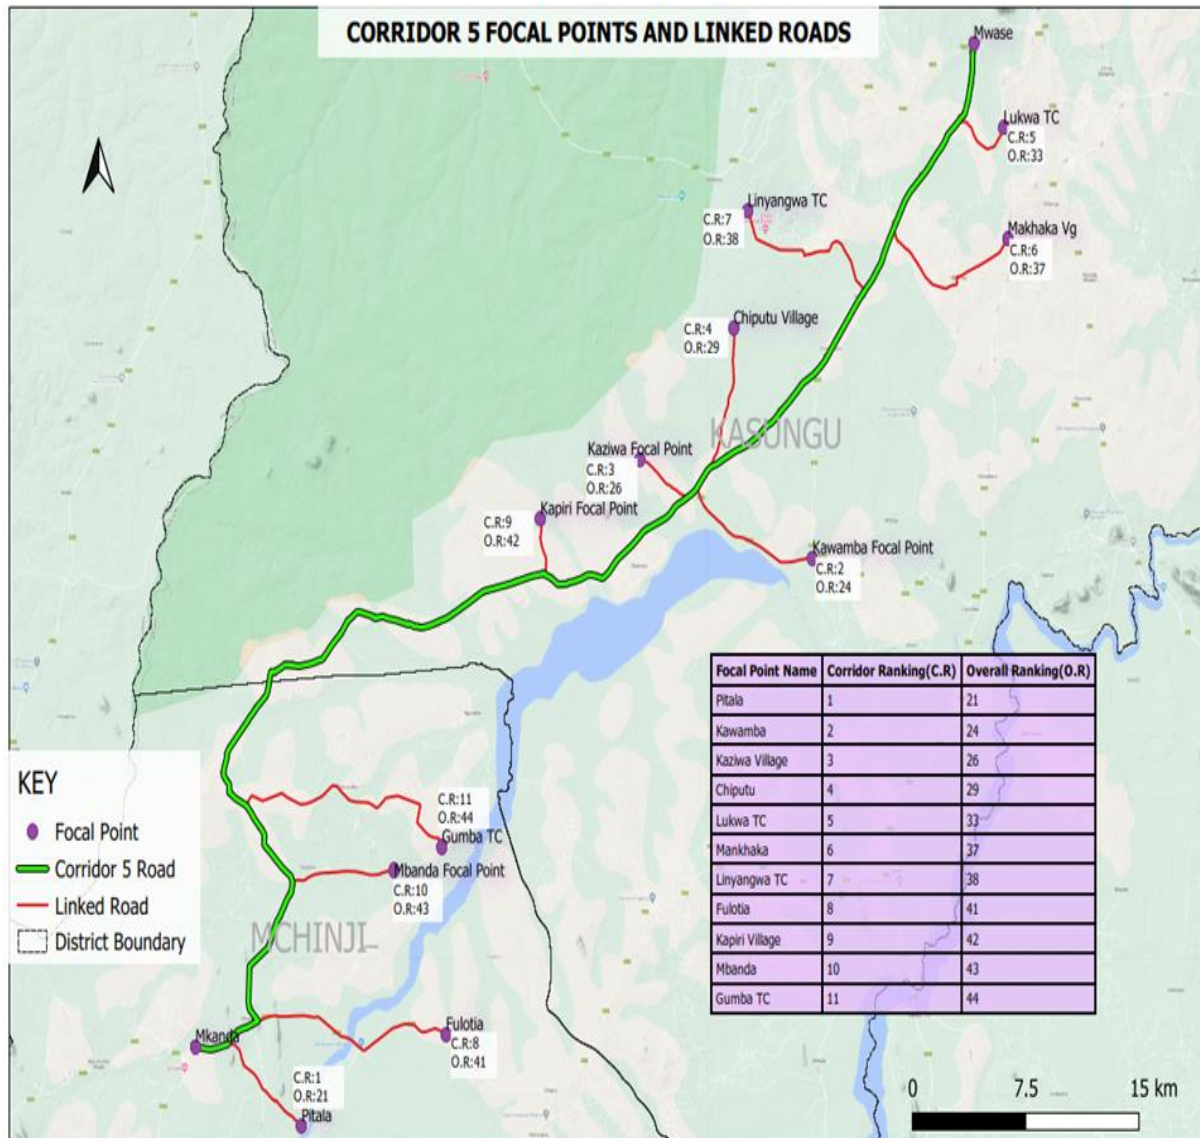 CORRIDOR 5 FOCAL POINTS AND LINKED ROADS
Mwase
Lukwa TC
C.R:5
O.R:33
Linyangwa TC
C.R:7
O.R:38
Makhaka Vg
C.R:6
O.R:37
Chiputu Village
C.R:4
O.R:29
KASUNGU
Kaziwa Focal Point
C.R:3
O.R:26
Kapiri Focal Point
C.R:9
O.R:42
Kawamba Focal Point
C.R:2
O.R:24
Focal Point Name Corridor Ranking(C.R) Overall Ranking(O.R)
Pitala 1 21
Kawamba 2 24
Kaziwa Village 3 26
Chiputu 4 29
Lukwa TC 5 33
Mankhaka 6 37
Linyangwa TC 7 38
Fulotia 8 41
Kapiri Village 9 42
Mbanda 10 43
Gumba TC 11 44
KEY
Focal Point
Corridor 5 Road
Linked Road
District Boundary
C.R:11
O.R:44
Gumba TC
Mbanda Focal Point
C.R:10
O.R:43
MCHINJI
Mkanda
Fulotia
C.R:8
O.R:41
C.R:1
O.R:21
Pitala
0 7.5 15 km